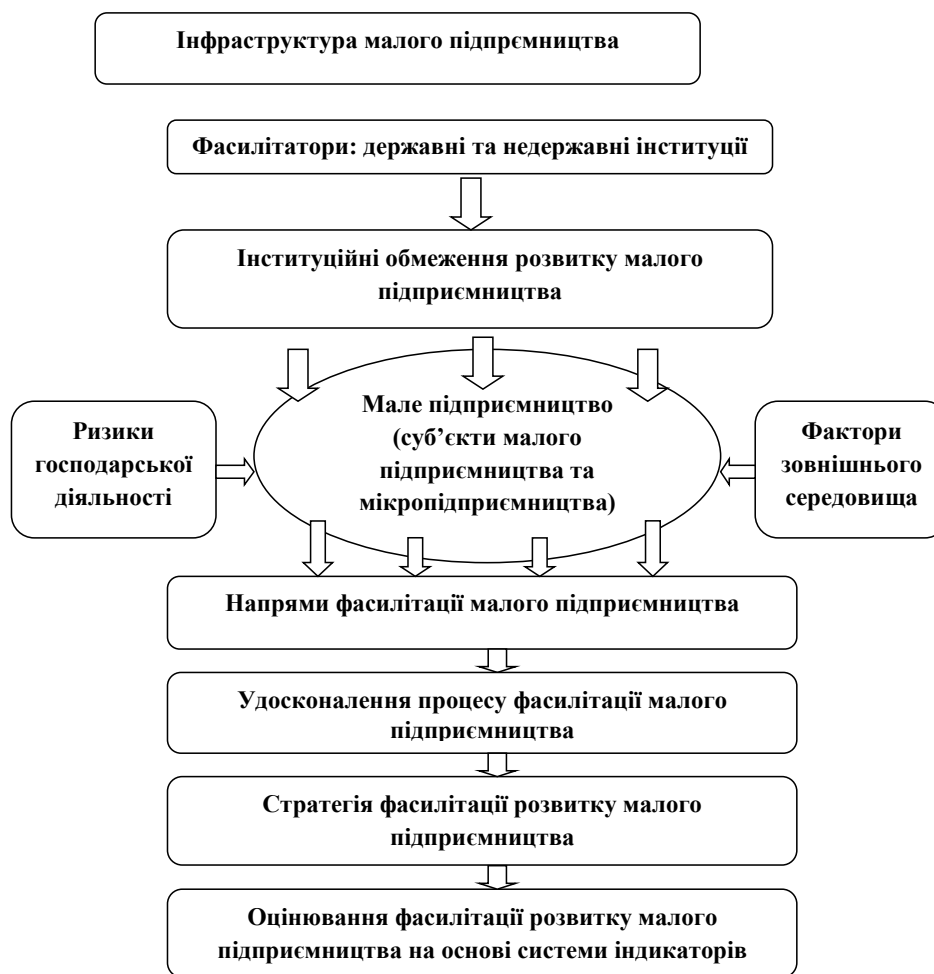 Інфраструктура малого підпрємництва
Фасилітатори: державні та недержавні інституції
Інституційні обмеження розвитку малого
підприємництва
Мале підприємництво
(суб’єкти малого
підприємництва та
мікропідприємництва)
Ризики
господарської
діяльності
Фактори
зовнішнього
середовища
Напрями фасилітації малого підприємництва
Удосконалення процесу фасилітації малого
підприємництва
Стратегія фасилітації розвитку малого
підприємництва
Оцінювання фасилітації розвитку малого
підприємництва на основі системи індикаторів